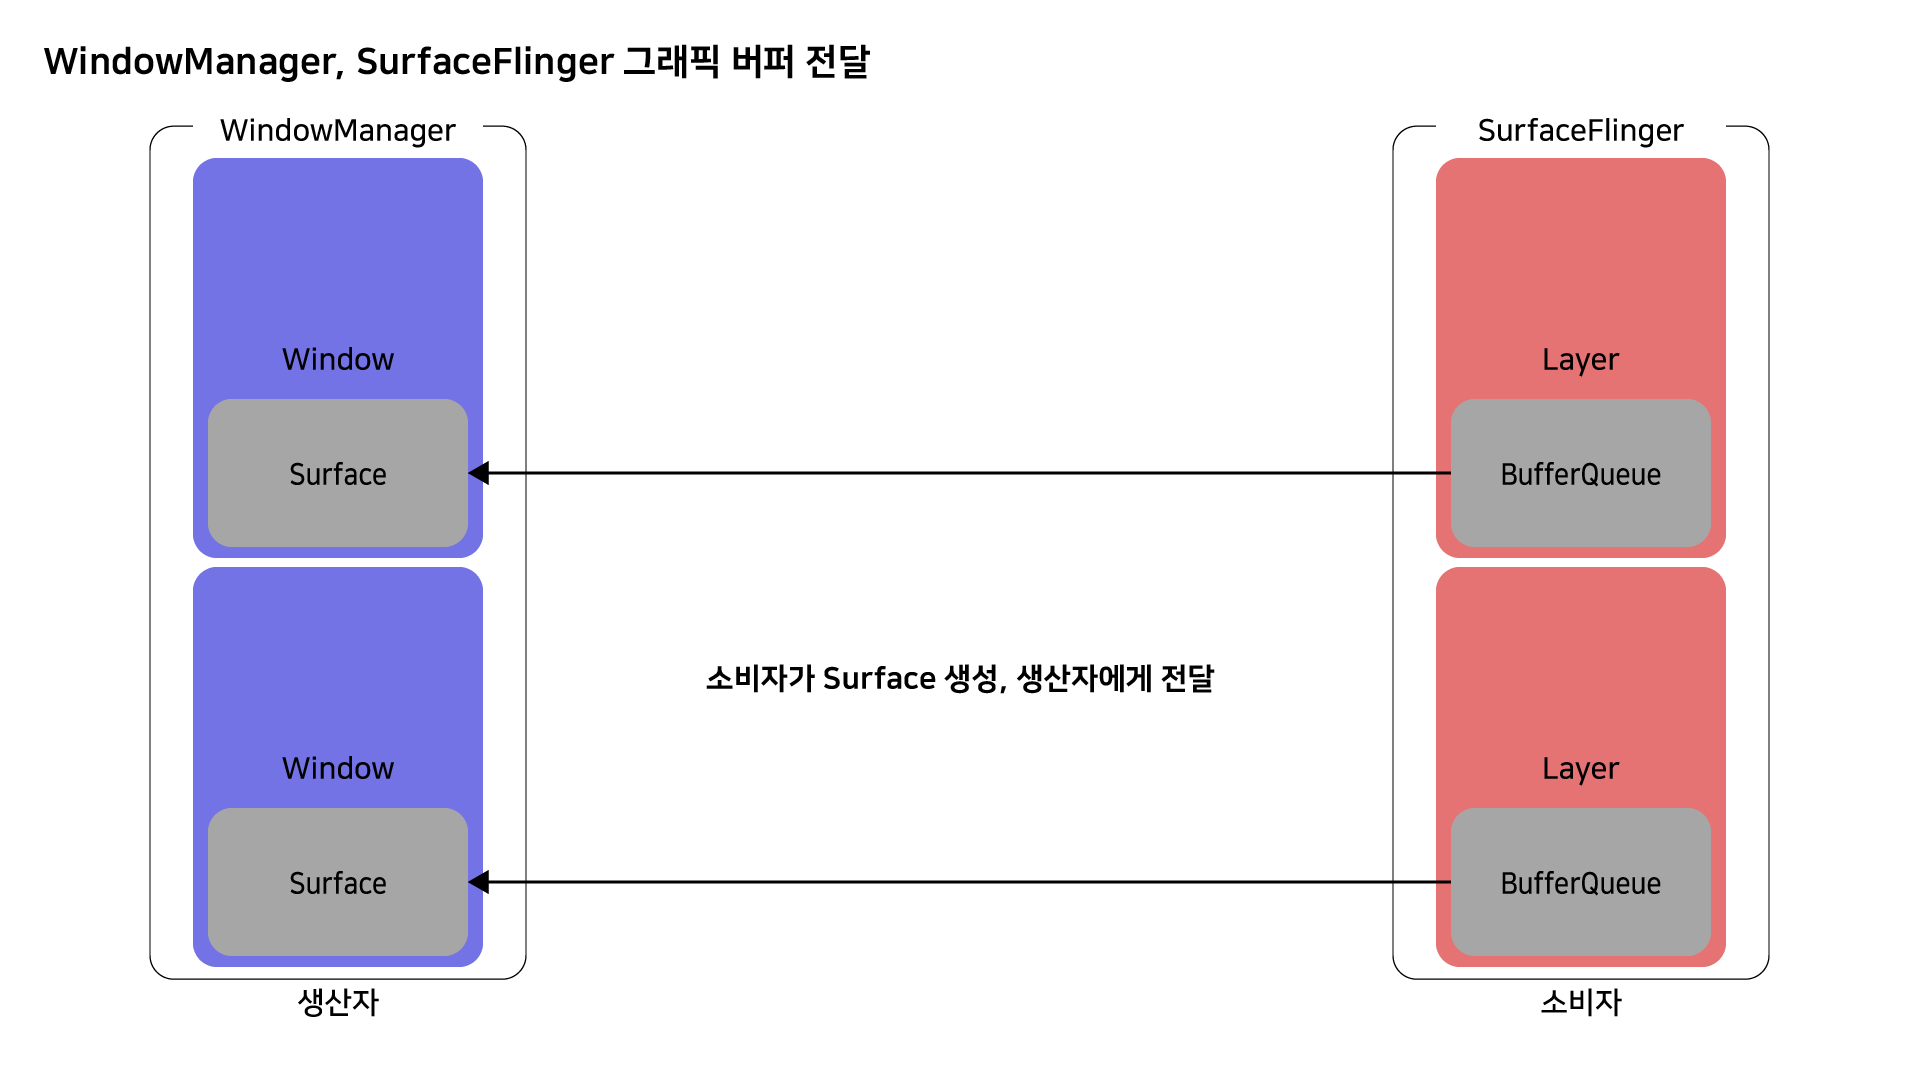 WindowManager, SurfaceFlinger 그래픽 버퍼 전달
WindowManager
SurfaceFlinger
Window
Layer
Surface
BufferQueue
소비자가 Surface 생성, 생산자에게 전달
Window
Layer
Surface
BufferQueue
생산자
소비자